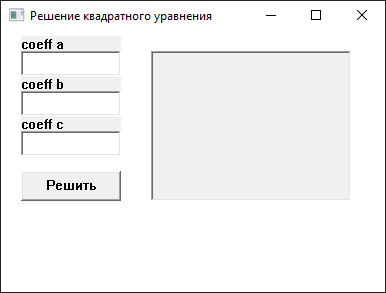 Решение квадратного уравнения
coeff a
coeff b
coeff c
Решить